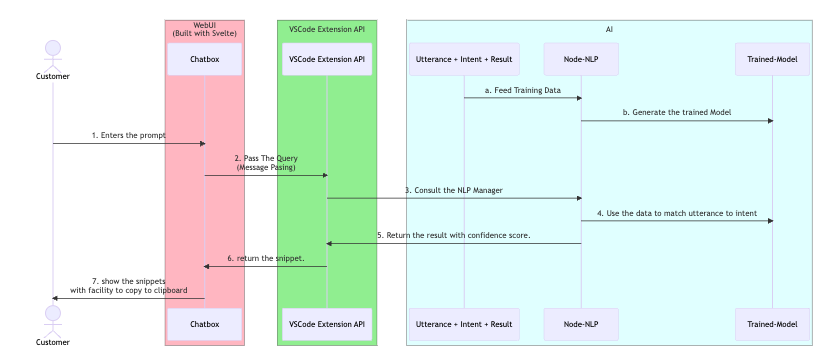 WebUI
(Built with Svelte)
VSCode Extension API
AI
Customer
Chatbox
VSCode Extension API
Utterance + Intent + Result
Node-NLP
Trained-Model
a. Feed Training Data
b. Generate the trained Model
1. Enters the prompt
2. Pass The Query
(Message Pasing)
3. Consult the NLP Manager
4. Use the data to match utterance to intent
5. Return the result with confidence score.
6. return the snippet.
7. show the snippets
with facility to copy to clipboard
Customer
Chatbox
VSCode Extension API
Utterance + Intent + Result
Node-NLP
Trained-Model